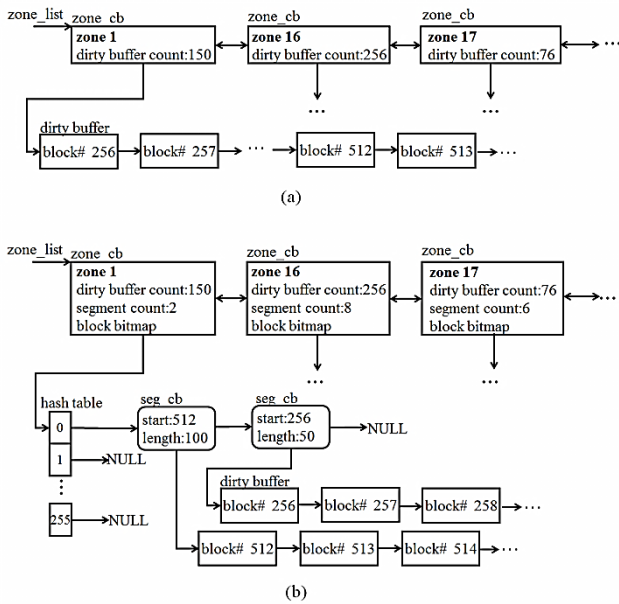 zone_list zone_cb zone_cb zone_cb
zone 1 zone 16 zone 17
dirty buffer count:150 dirty buffer count:256 dirty buffer count:76 ...
... ...
dirty buffer
block# 256 block# 257 ... block# 512 block# 513 ...
(a)
zone_list zone_cb zone_cb zone_cb
zone 1 zone 16 zone 17
dirty buffer count:150 dirty buffer count:256 dirty buffer count:76
segment count:2 segment count:8 segment count:6 ...
block bitmap block bitmap block bitmap
... ...
hash table seg_cb seg_cb
0 start:512 start:256 NULL
length:100 length:50
1 NULL
dirty buffer
255 NULL block# 256 block# 257 block# 258 ...
block# 512 block# 513 block# 514 ...
(b)